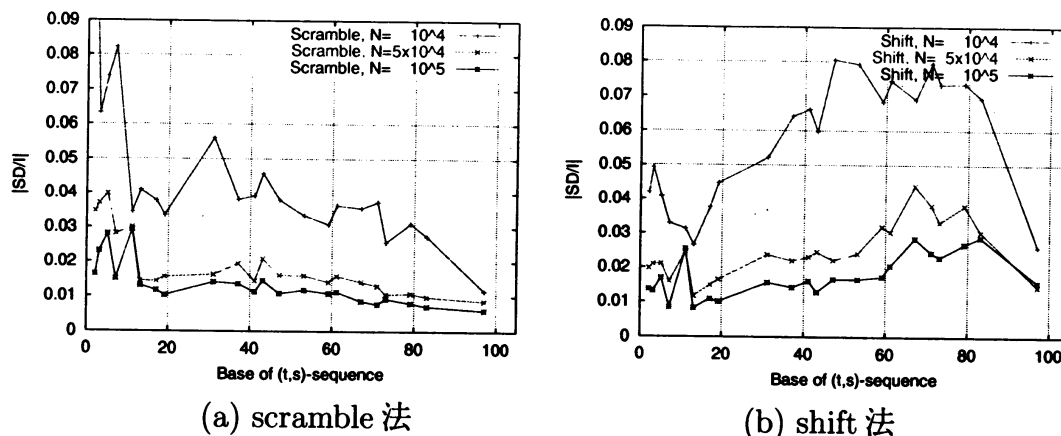 0.09
0.08
0.07
0.06
0.05
0.04
0.03
0.02
0.01
0
|SD/I|
Scramble, N= 10^4
Scramble, N=5x10^4
Scramble, N= 10^5
0 20 40 60 80 100
Base of (t,s)-sequence
(a) scramble 法
0.09
0.08
0.07
0.06
0.05
0.04
0.03
0.02
0.01
0
|SD/I|
Shift, N= 10^4
Shift, N= 5x10^4
Shift, N= 10^5
0 20 40 60 80 100
Base of (t,s)-sequence
(b) shift 法